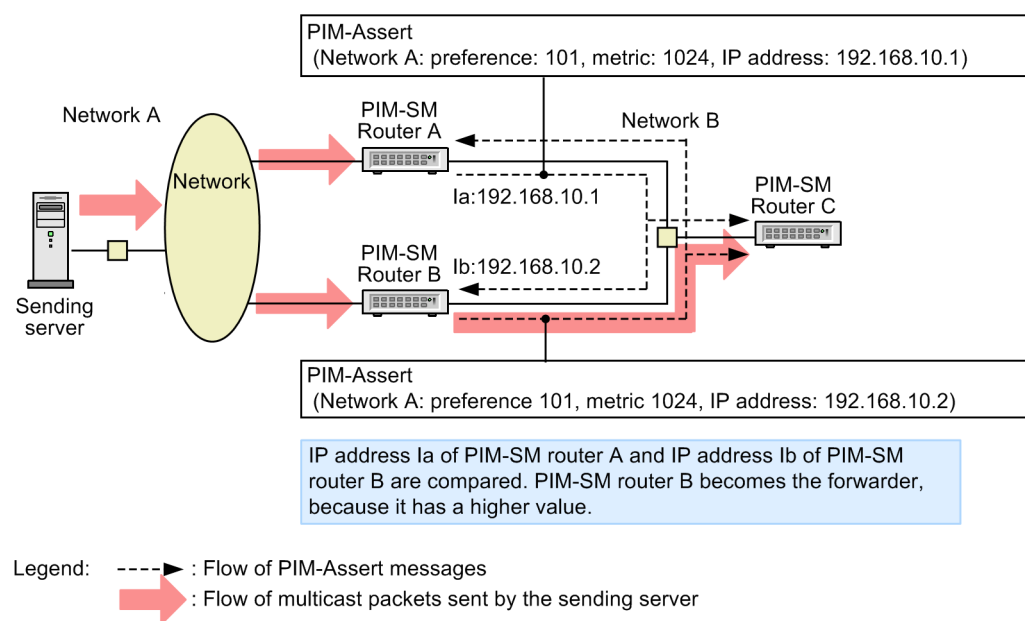 PIM-Assert
(Network A: preference: 101, metric: 1024, IP address: 192.168.10.1)
Network A
PIM-SM
Router A
Network B
Network
Ia:192.168.10.1
PIM-SM
Router C
PIM-SM
Router B
Ib:192.168.10.2
Sending
server
PIM-Assert
(Network A: preference 101, metric 1024, IP address: 192.168.10.2)
IP address Ia of PIM-SM router A and IP address Ib of PIM-SM
router B are compared. PIM-SM router B becomes the forwarder,
because it has a higher value.
Legend: : Flow of PIM-Assert messages
: Flow of multicast packets sent by the sending server